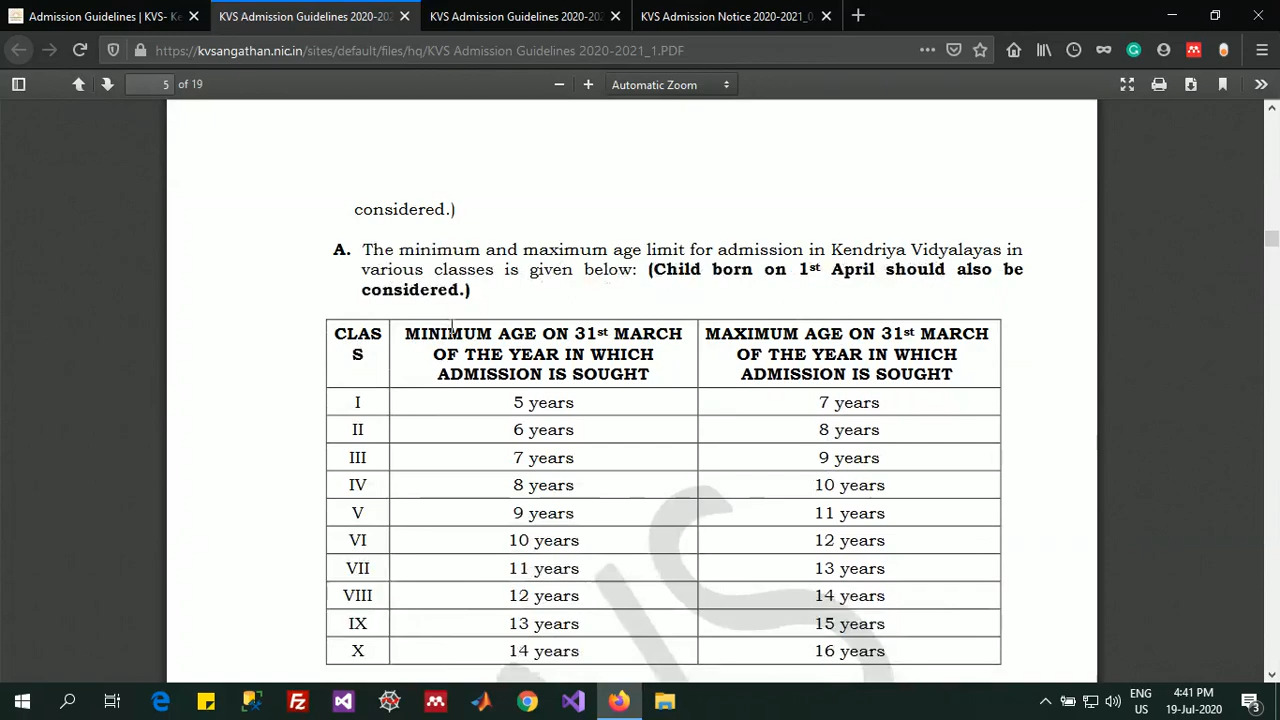 Admission Guidelines | KVS- Ke
KVS Admission Guidelines 2020-202
KVS Admission Guidelines 2020-202
KVS Admission Notice 2020-2021_0
https://kvsangathan.nic.in/sites/default/files/hq/KVS Admission Guidelines 2020-2021_1.PDF
5 of 19
Automatic Zoom
considered.)
A. The minimum and maximum age limit for admission in Kendriya Vidyalayas in
various classes is given below: (Child born on 1st April should also be
considered.)
CLAS
S
MINIMUM AGE ON 31st MARCH
OF THE YEAR IN WHICH
ADMISSION IS SOUGHT
MAXIMUM AGE ON 31st MARCH
OF THE YEAR IN WHICH
ADMISSION IS SOUGHT
I 5 years 7 years
II 6 years 8 years
III 7 years 9 years
IV 8 years 10 years
V 9 years 11 years
VI 10 years 12 years
VII 11 years 13 years
VIII 12 years 14 years
IX 13 years 15 years
X 14 years 16 years
ENG
US
4:41 PM
19-Jul-2020
3